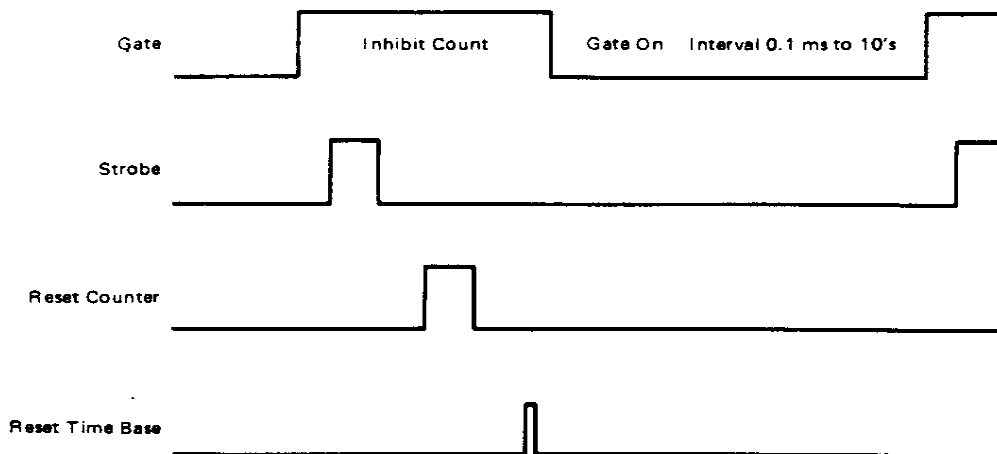 Gate
Inhibit Count
Gate On Interval 0.1 ms to 10's
Strobe
Reset Counter
Reset Time Base